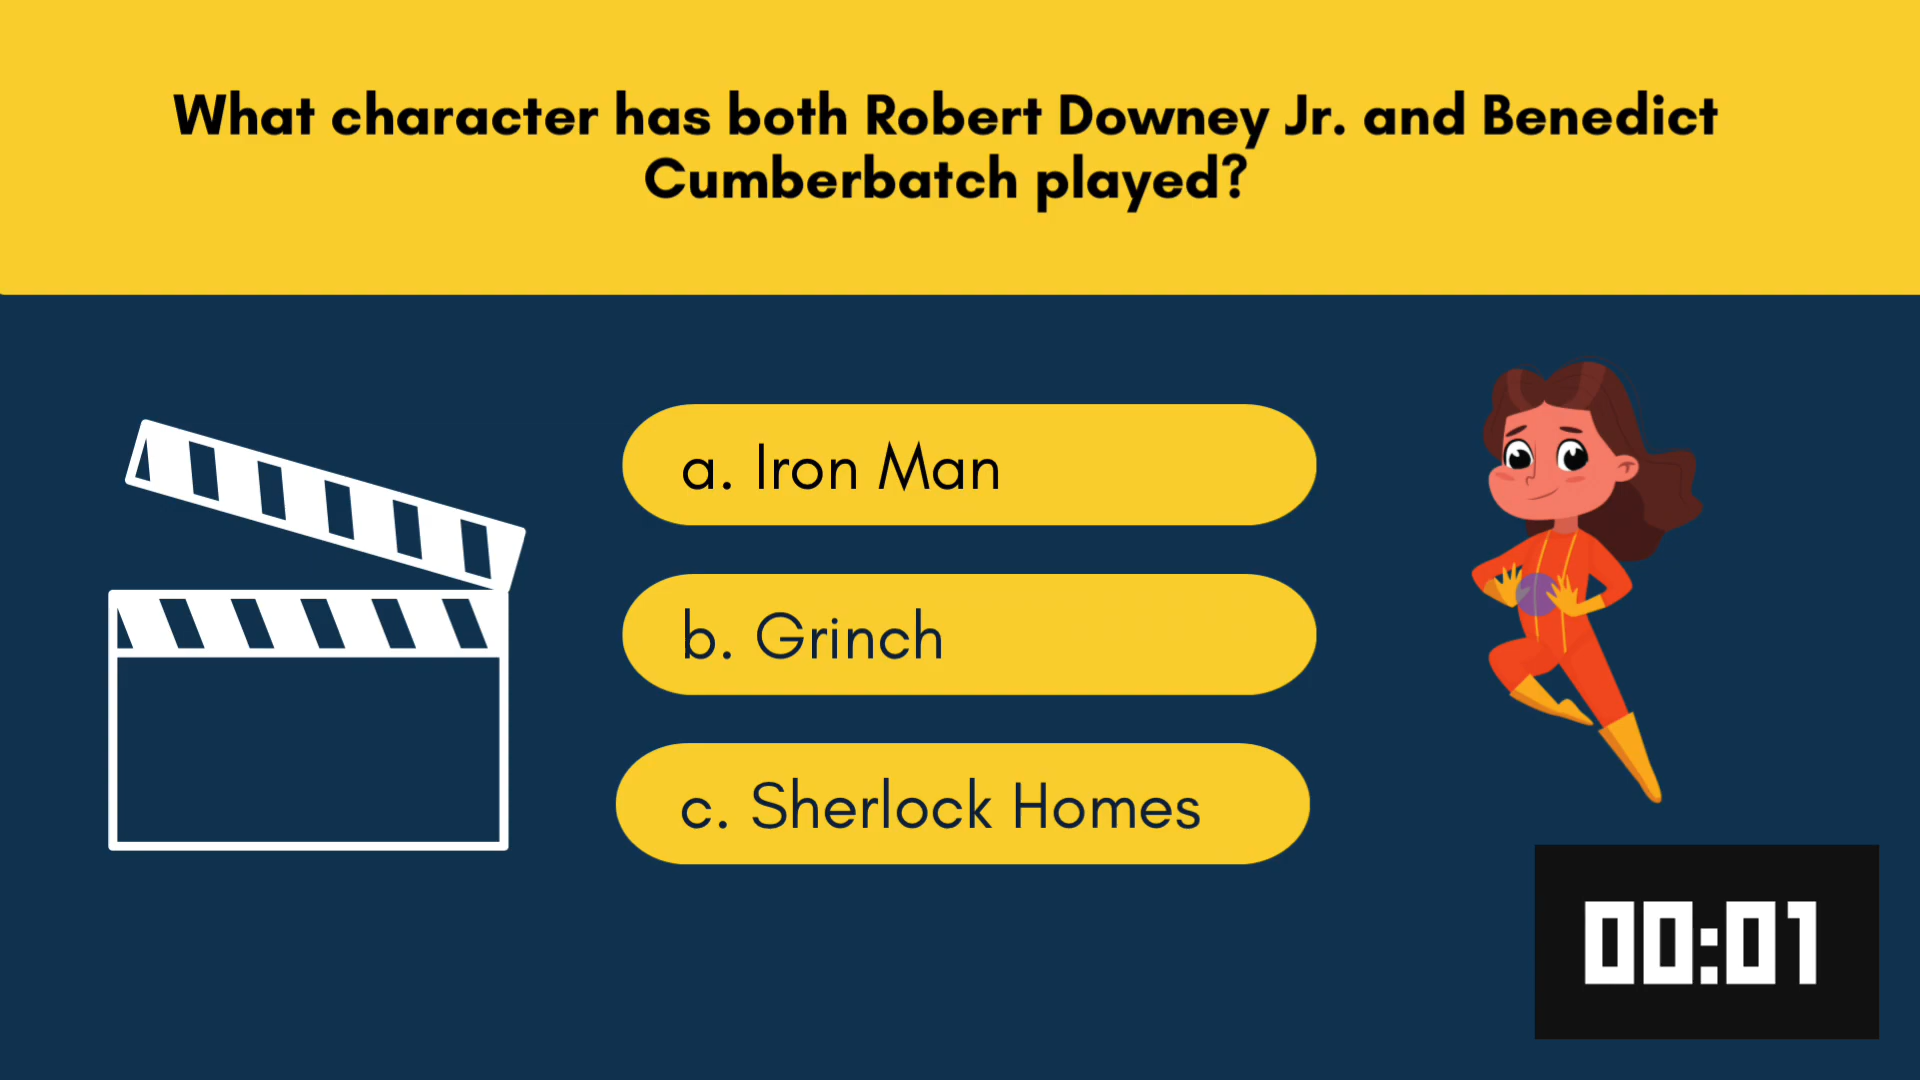 What character has both Robert Downey Jr. and Benedict
Cumberbatch played?
a. Iron Man
b. Grinch
c. Sherlock Homes
00:01